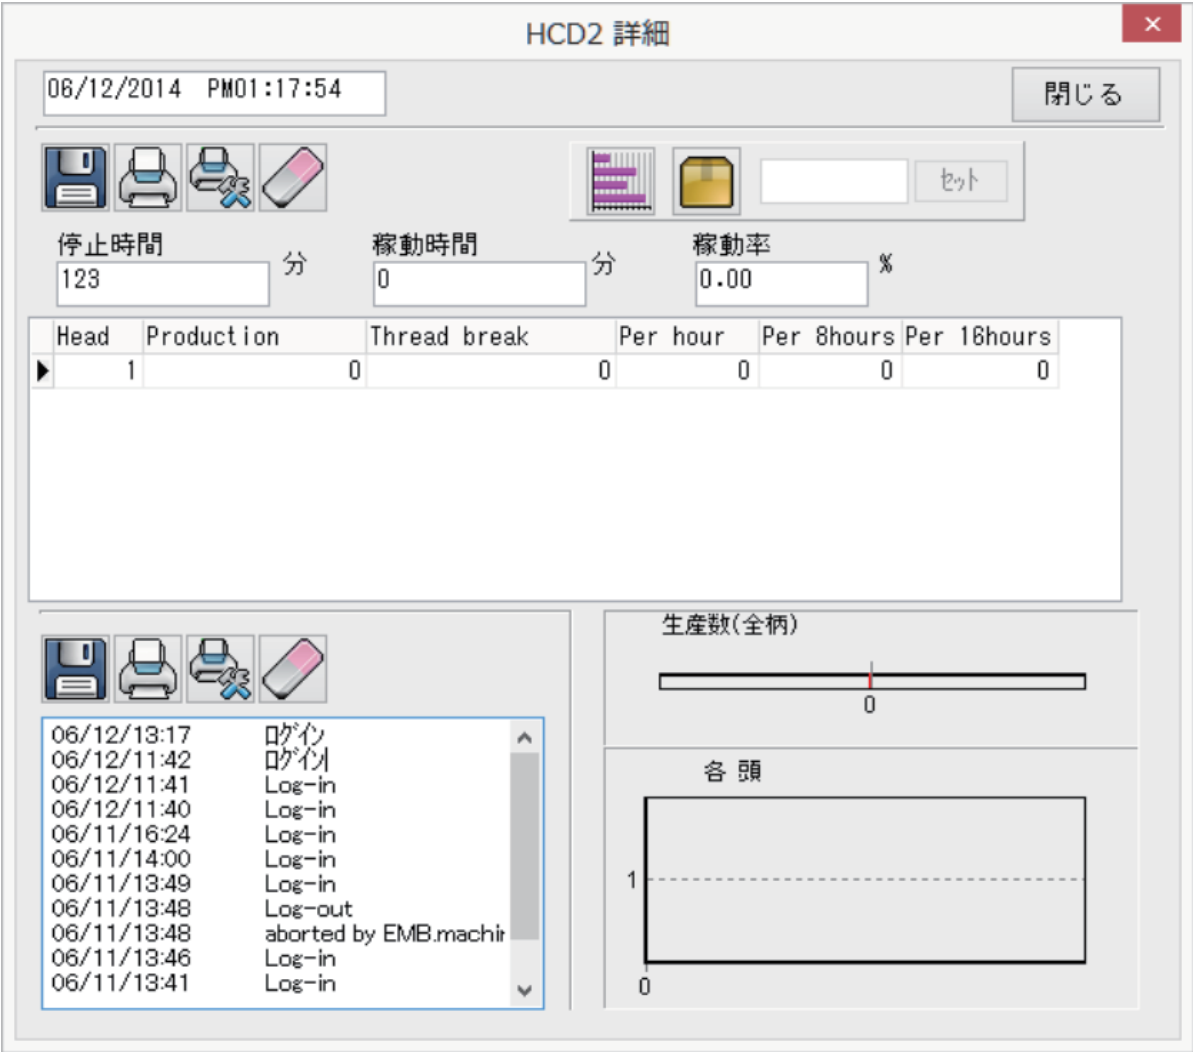 HCD2 詳細
06/12/2014 PM01:17:54
閉じる
ｾｯﾄ
停止時間
123
分
稼動時間
0
分
稼動率
0.00
%
Head Production Thread break Per hour Per 8hours Per 16hours
1 0 0 0 0 0
生産数(全柄)
0
06/12/13:17 ﾛｸﾞｲﾝ
06/12/11:42 ﾛｸﾞｲﾝ
06/12/11:41 Log-in
06/12/11:40 Log-in
06/11/16:24 Log-in
06/11/14:00 Log-in
06/11/13:49 Log-in
06/11/13:48 Log-out
06/11/13:48 aborted by EMB.machin
06/11/13:46 Log-in
06/11/13:41 Log-in
各 頭
1
0